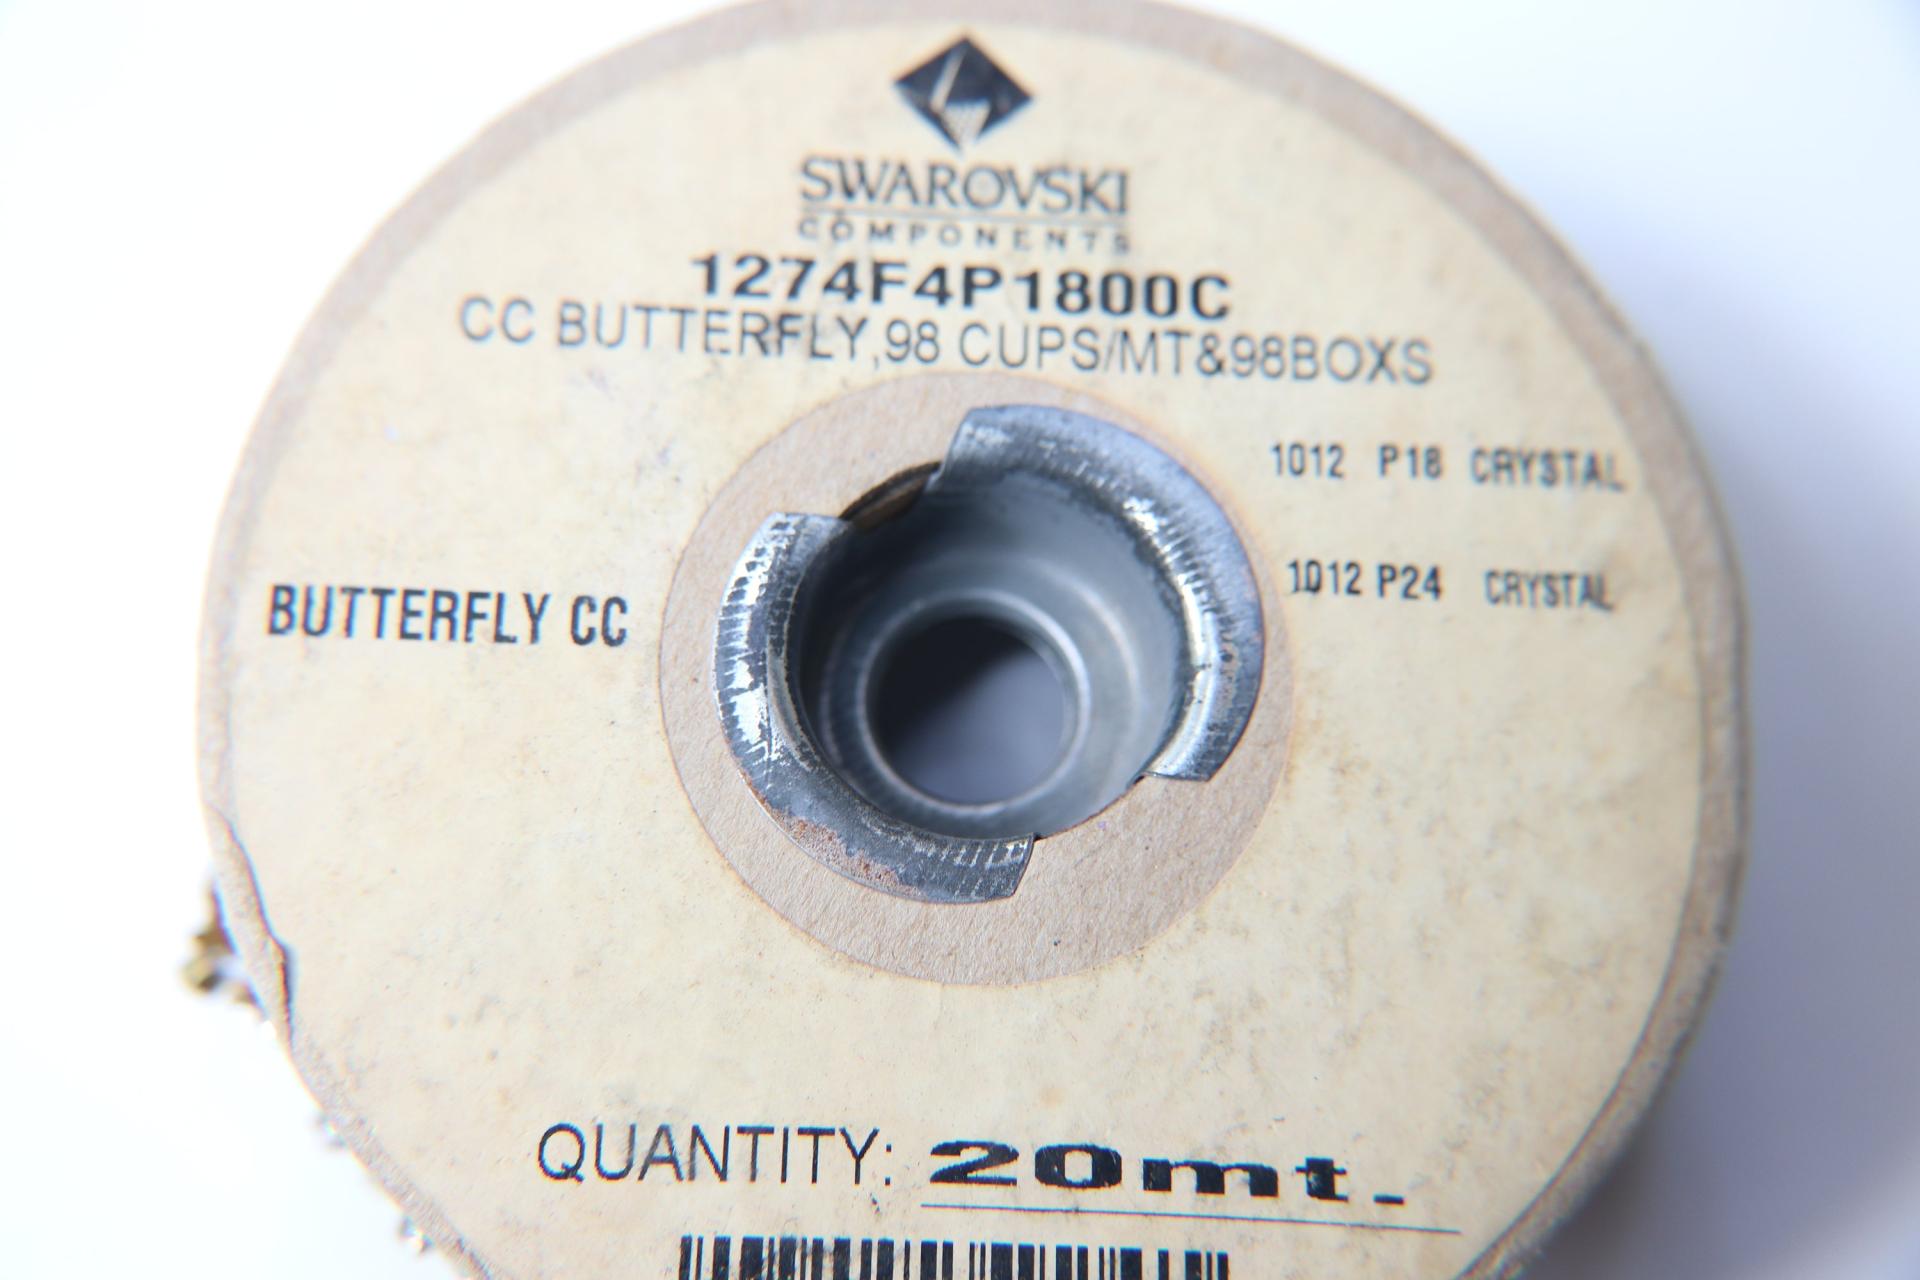 SWAROVSKI
COMPONENTS
1274F4P1800C
CC BUTTERFLY,98 CUPS/MT&98BOXS
1012 P18 CRYSTAL
1012 P24 CRYSTAL
BUTTERFLY CC
QUANTITY: 20mt.